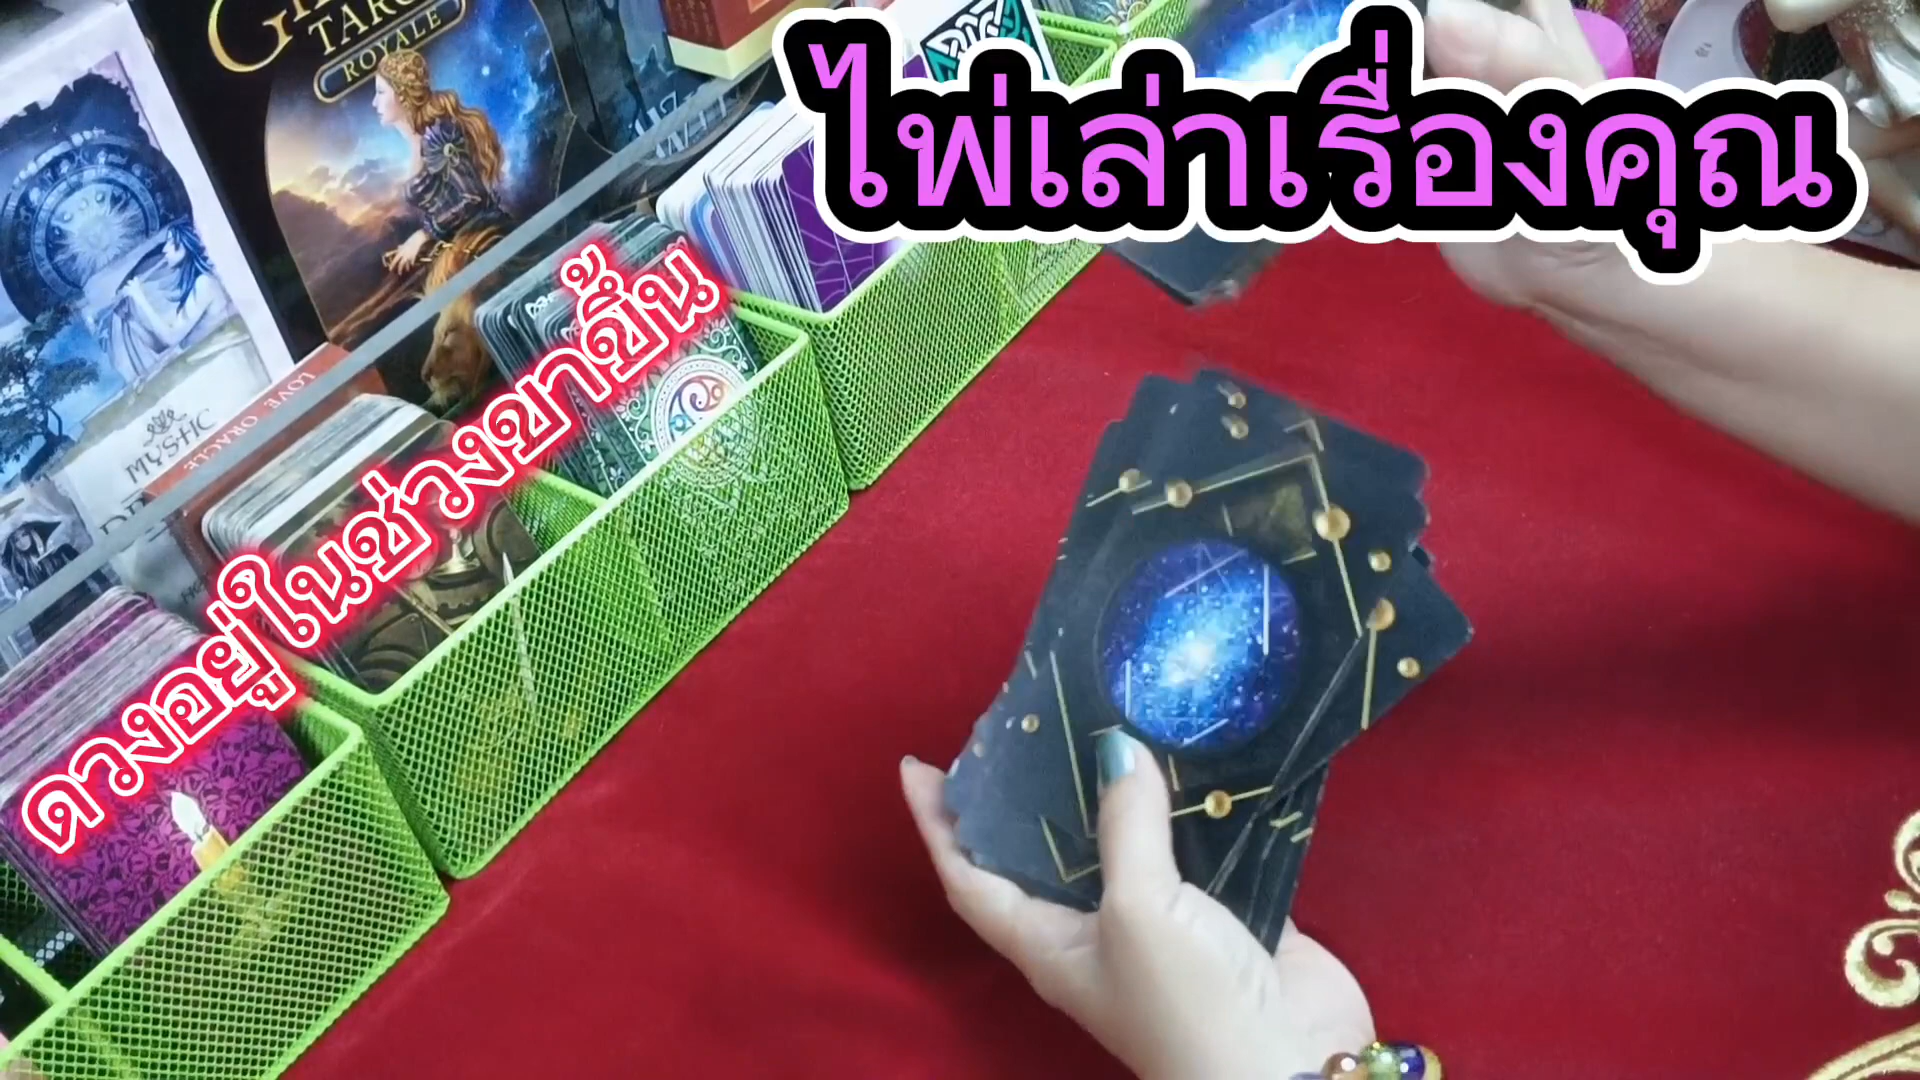 TAROT
ROYALE
ไพ่เล่าเรื่องคุณ
ดวงอยู่ในช่วงขาขึ้น
MYSTIC
LOVE ORACLE